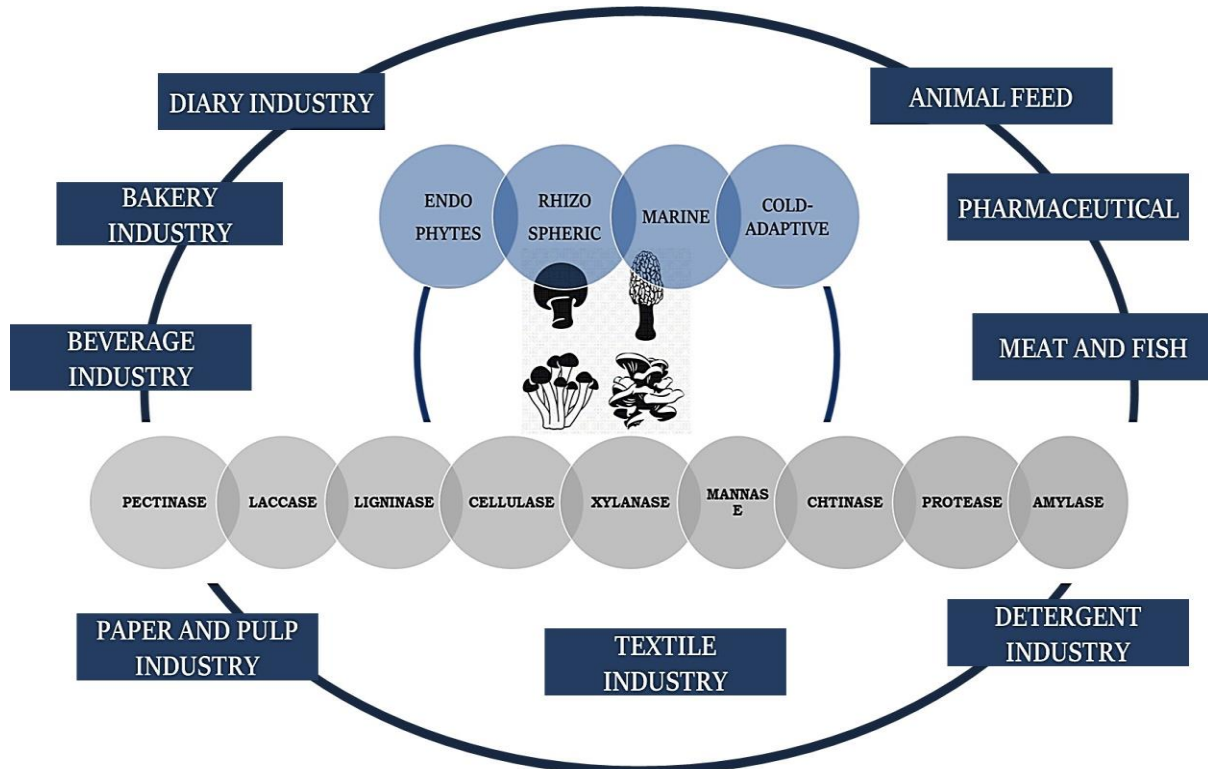 DIARY INDUSTRY
ANIMAL FEED
BAKERY
INDUSTRY
ENDO
PHYTES
RHIZO
SPHERIC
MARINE
COLD-
ADAPTIVE
PHARMACEUTICAL
BEVERAGE
INDUSTRY
MEAT AND FISH
PECTINASE
LACCASE
LIGNINASE
CELLULASE
XYLANASE
MANNAS
E
CHTINASE
PROTEASE
AMYLASE
PAPER AND PULP
INDUSTRY
TEXTILE
INDUSTRY
DETERGENT
INDUSTRY